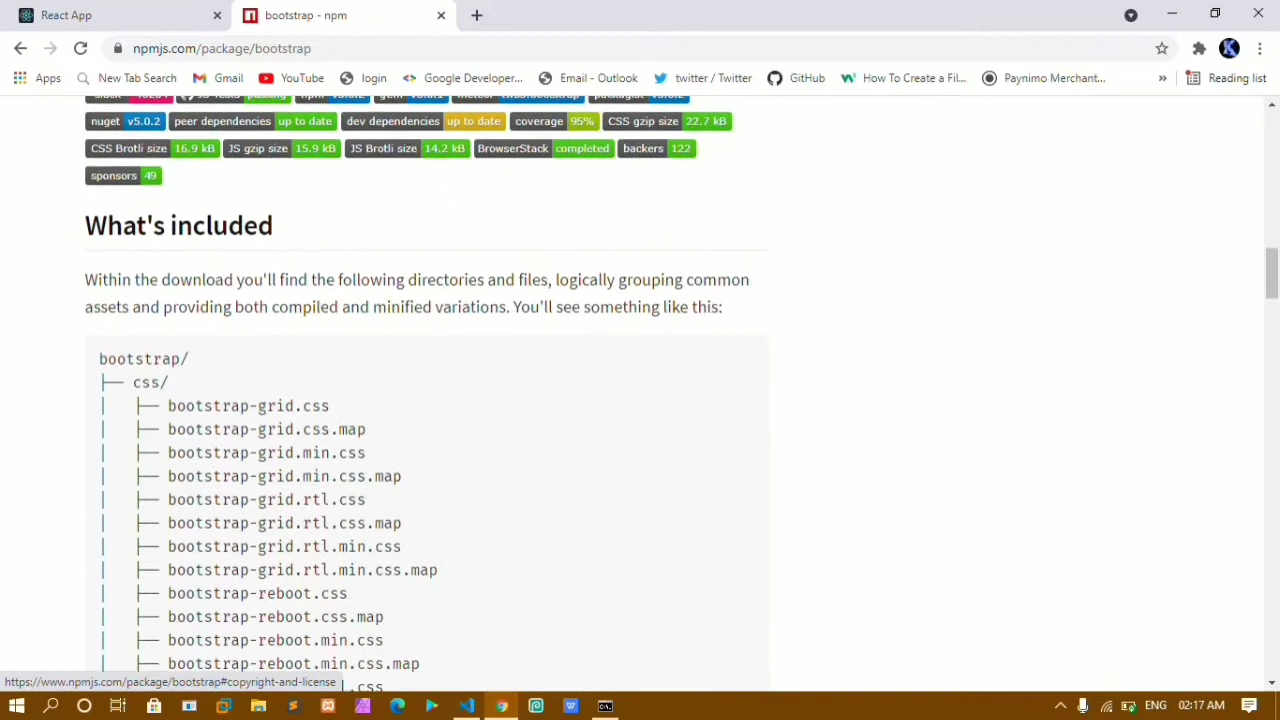 React App
bootstrap - npm
npmjs.com/package/bootstrap
Apps New Tab Search Gmail YouTube login Google Developer... Email - Outlook twitter / Twitter GitHub How To Create a Fil... Paynimo Merchant... » Reading list
nuget v5.0.2 peer dependencies up to date dev dependencies up to date coverage 95% CSS gzip size 22.7 kB
CSS Brotli size 16.9 kB JS gzip size 15.9 kB JS Brotli size 14.2 kB BrowserStack completed backers 122
sponsors 49
What's included
Within the download you'll find the following directories and files, logically grouping common
assets and providing both compiled and minified variations. You'll see something like this:
bootstrap/
├── css/
│   ├── bootstrap-grid.css
│   ├── bootstrap-grid.css.map
│   ├── bootstrap-grid.min.css
│   ├── bootstrap-grid.min.css.map
│   ├── bootstrap-grid.rtl.css
│   ├── bootstrap-grid.rtl.css.map
│   ├── bootstrap-grid.rtl.min.css
│   ├── bootstrap-grid.rtl.min.css.map
│   ├── bootstrap-reboot.css
│   ├── bootstrap-reboot.css.map
│   ├── bootstrap-reboot.min.css
│   ├── bootstrap-reboot.min.css.map
.css
https://www.npmjs.com/package/bootstrap#copyright-and-license
ENG 02:17 AM